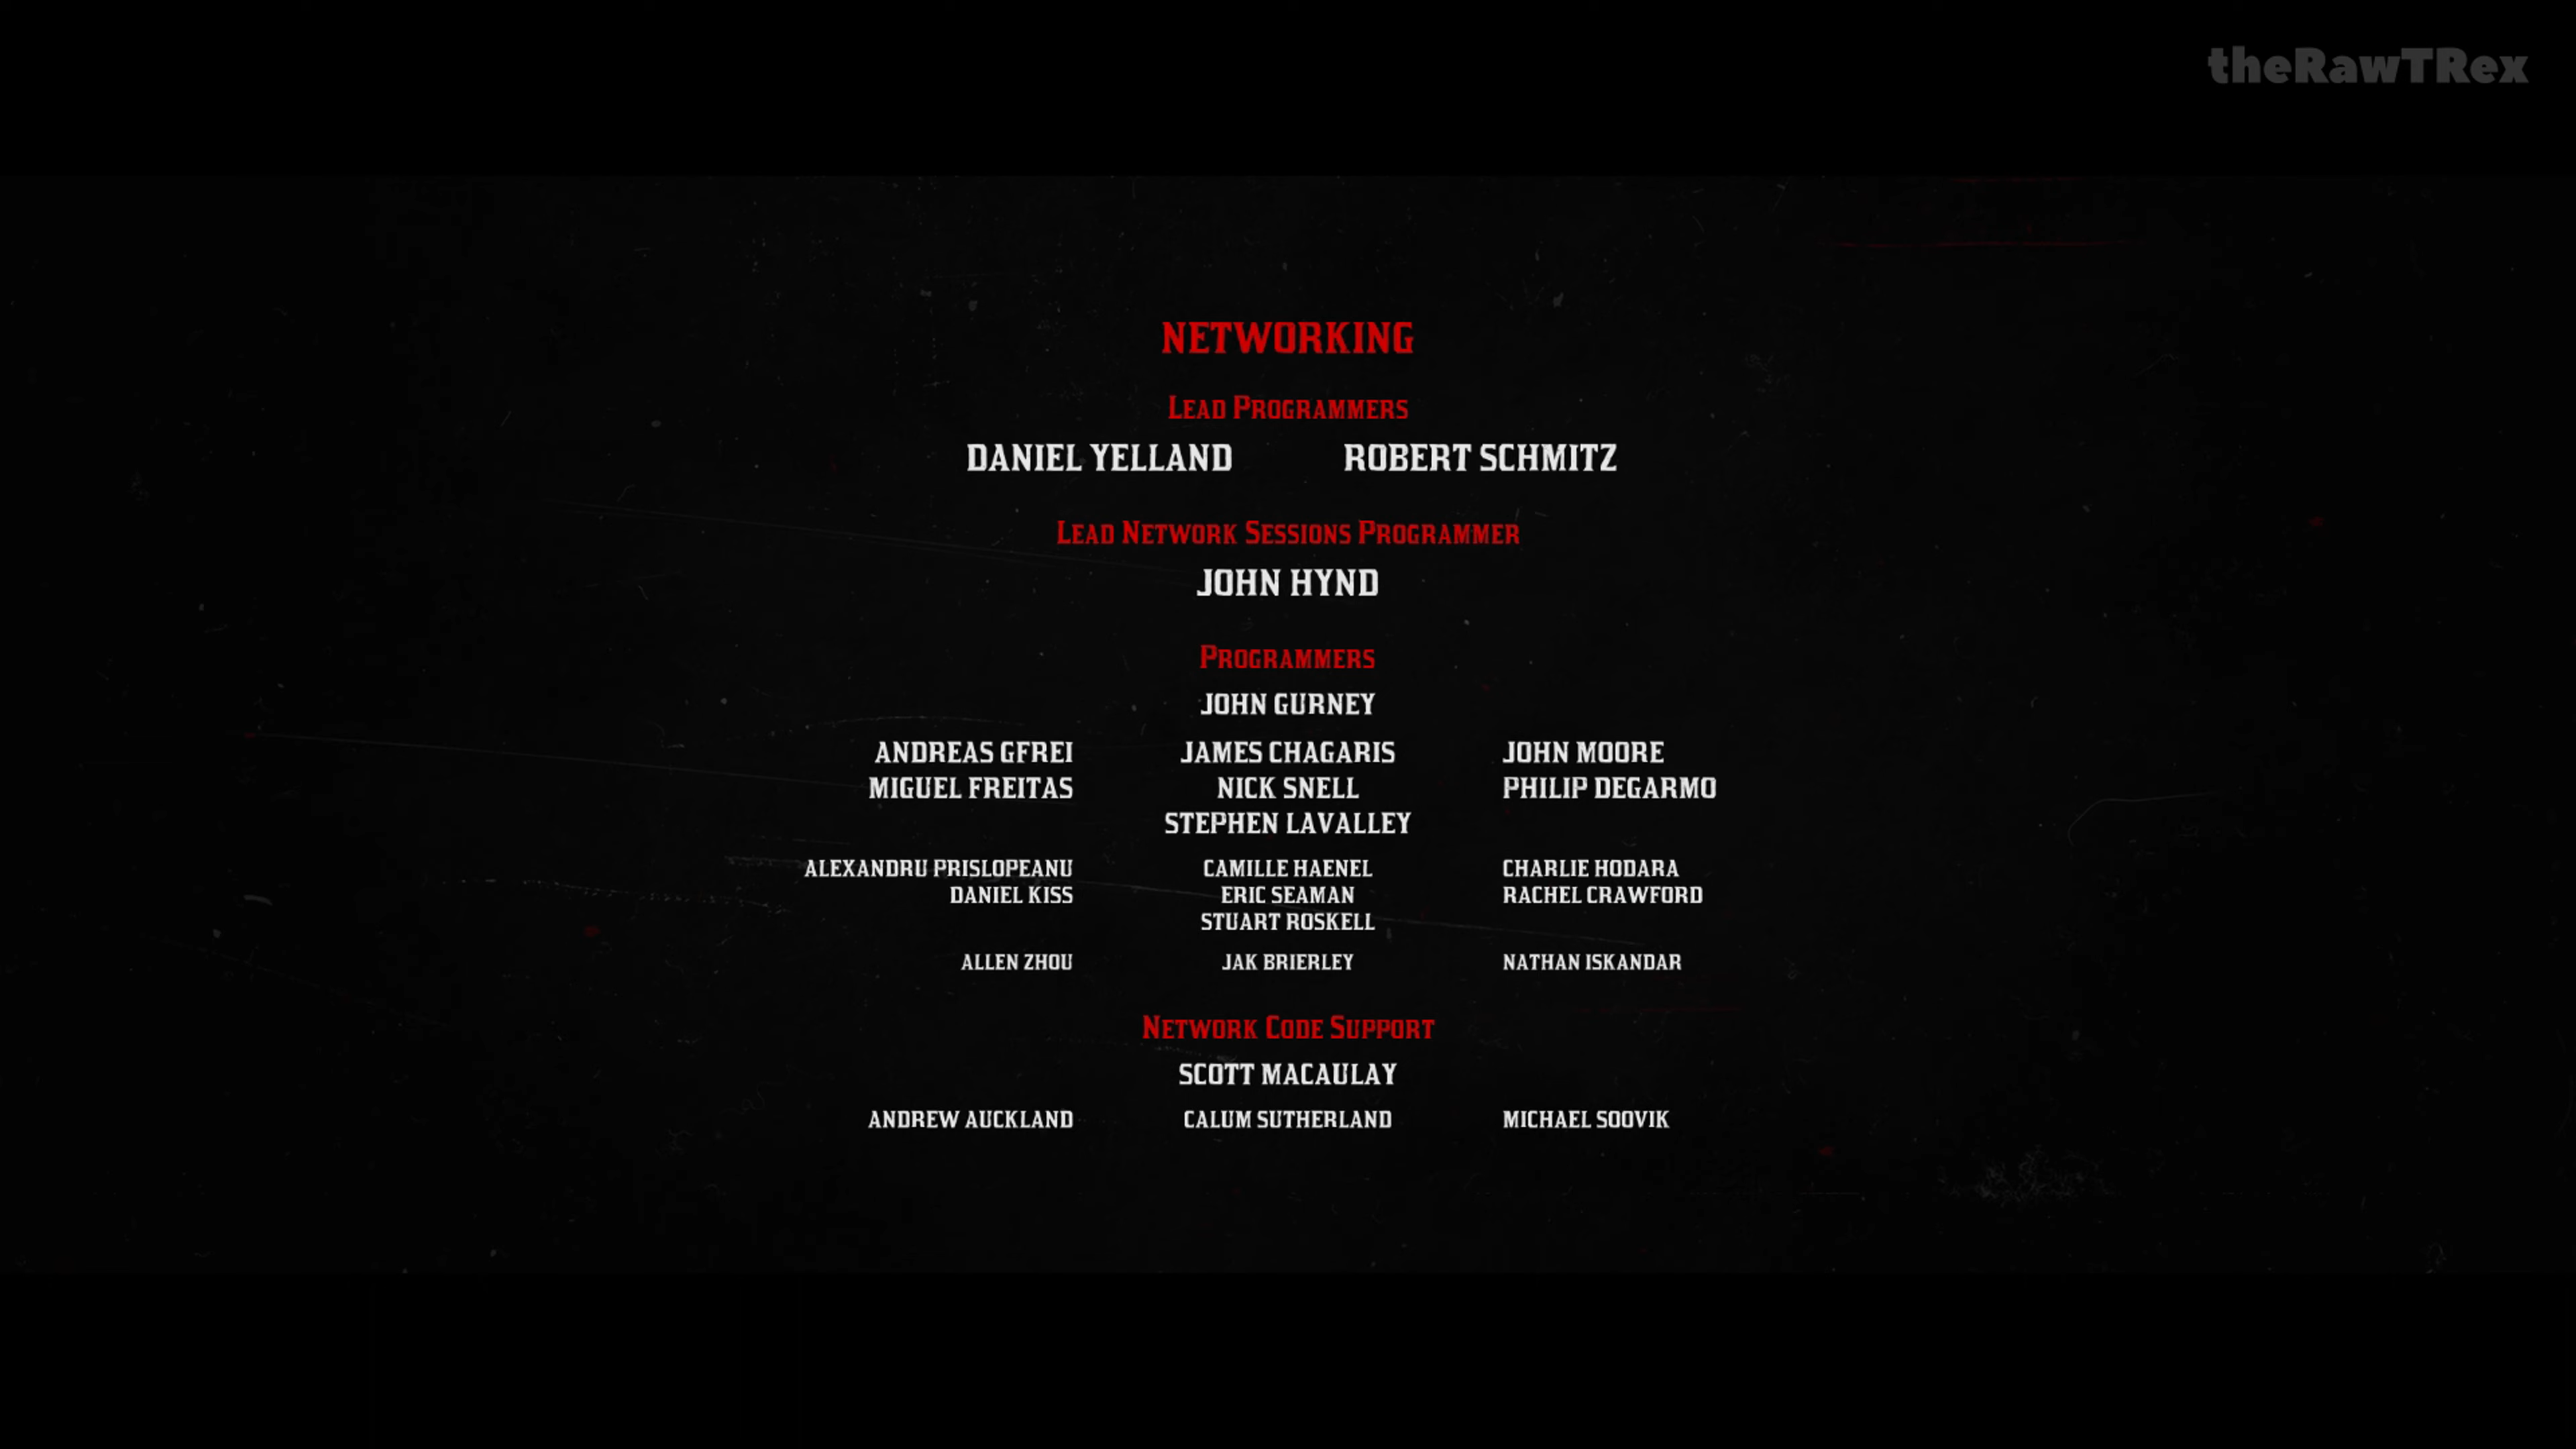 theRawTRex
NETWORKING
LEAD PROGRAMMERS
DANIEL YELLAND ROBERT SCHMITZ
LEAD NETWORK SESSIONS PROGRAMMER
JOHN HYND
PROGRAMMERS
JOHN GURNEY
ANDREAS GFREI JAMES CHAGARIS JOHN MOORE
MIGUEL FREITAS NICK SNELL PHILIP DEGARMO
STEPHEN LAVALLEY
ALEXANDRU PRISLOPEANU CAMILLE HAENEL CHARLIE HODARA
DANIEL KISS ERIC SEAMAN RACHEL CRAWFORD
STUART ROSKELL
ALLEN ZHOU JAK BRIERLEY NATHAN ISKANDAR
NETWORK CODE SUPPORT
SCOTT MACAULAY
ANDREW AUCKLAND CALUM SUTHERLAND MICHAEL SOOVIK